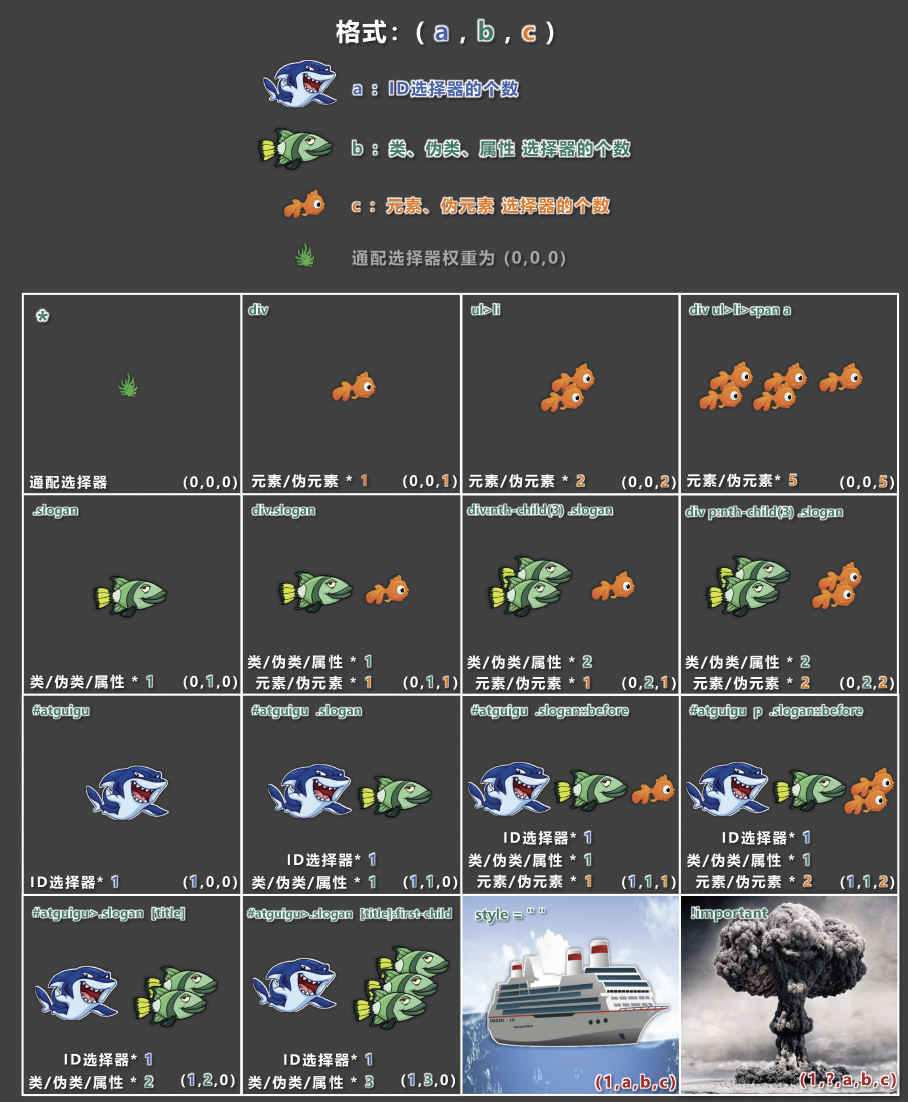 格式：( a , b , c )
a : ID选择器的个数
b : 类、伪类、属性 选择器的个数
c : 元素、伪元素 选择器的个数
通配选择器权重为 (0,0,0)
*
通配选择器 (0,0,0)
div
元素/伪元素 * 1 (0,0,1)
ul>li
元素/伪元素 * 2 (0,0,2)
div ul>li>span a
元素/伪元素* 5 (0,0,5)
.slogan
类/伪类/属性 * 1 (0,1,0)
div.slogan
类/伪类/属性 * 1
元素/伪元素 * 1 (0,1,1)
div:nth-child(3) .slogan
类/伪类/属性 * 2
元素/伪元素 * 1 (0,2,1)
div p:nth-child(3) .slogan
类/伪类/属性 * 2
元素/伪元素 * 2 (0,2,2)
#atguigu
ID选择器* 1 (1,0,0)
#atguigu .slogan
ID选择器* 1
类/伪类/属性 * 1 (1,1,0)
#atguigu .slogan::before
ID选择器* 1
类/伪类/属性 * 1
元素/伪元素 * 1 (1,1,1)
#atguigu p .slogan::before
ID选择器* 1
类/伪类/属性 * 1
元素/伪元素 * 2 (1,1,2)
#atguigu>.slogan [title]
ID选择器* 1
类/伪类/属性 * 2 (1,2,0)
#atguigu>.slogan [title]:first-child
ID选择器* 1
类/伪类/属性 * 3 (1,3,0)
style = " "
(1,a,b,c)
!important
(1,?,a,b,c)